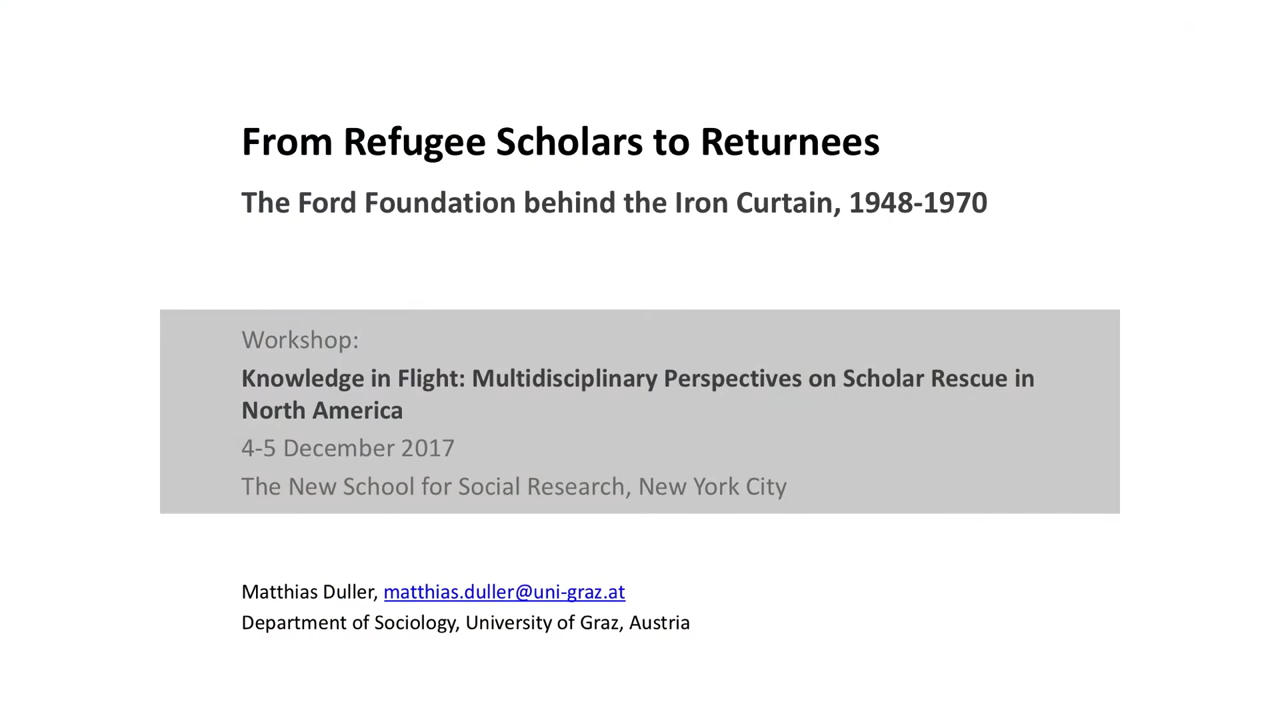 From Refugee Scholars to Returnees
The Ford Foundation behind the Iron Curtain, 1948-1970
Workshop:
Knowledge in Flight: Multidisciplinary Perspectives on Scholar Rescue in
North America
4-5 December 2017
The New School for Social Research, New York City
Matthias Duller, matthias.duller@uni-graz.at
Department of Sociology, University of Graz, Austria